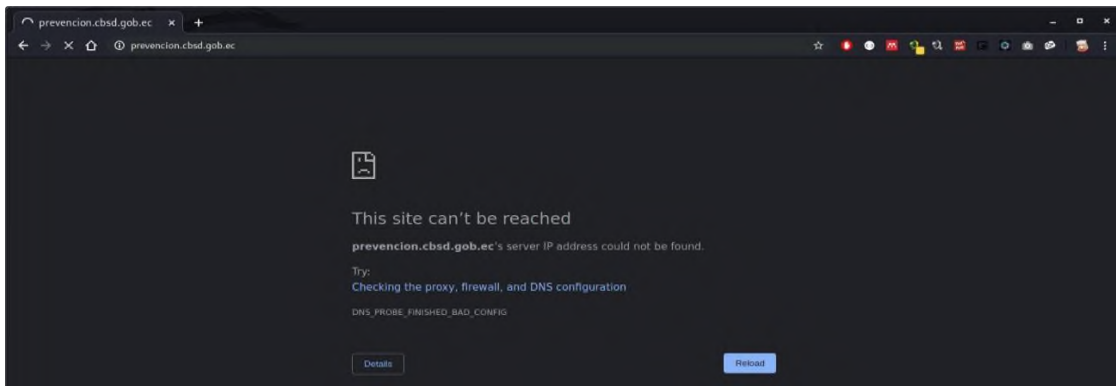 prevencion.cbsd.gob.ec
prevencion.cbsd.gob.ec
This site can't be reached
prevencion.cbsd.gob.ec's server IP address could not be found.
Try:
Checking the proxy, firewall, and DNS configuration
DNS_PROBE_FINISHED_BAD_CONFIG
Details Reload